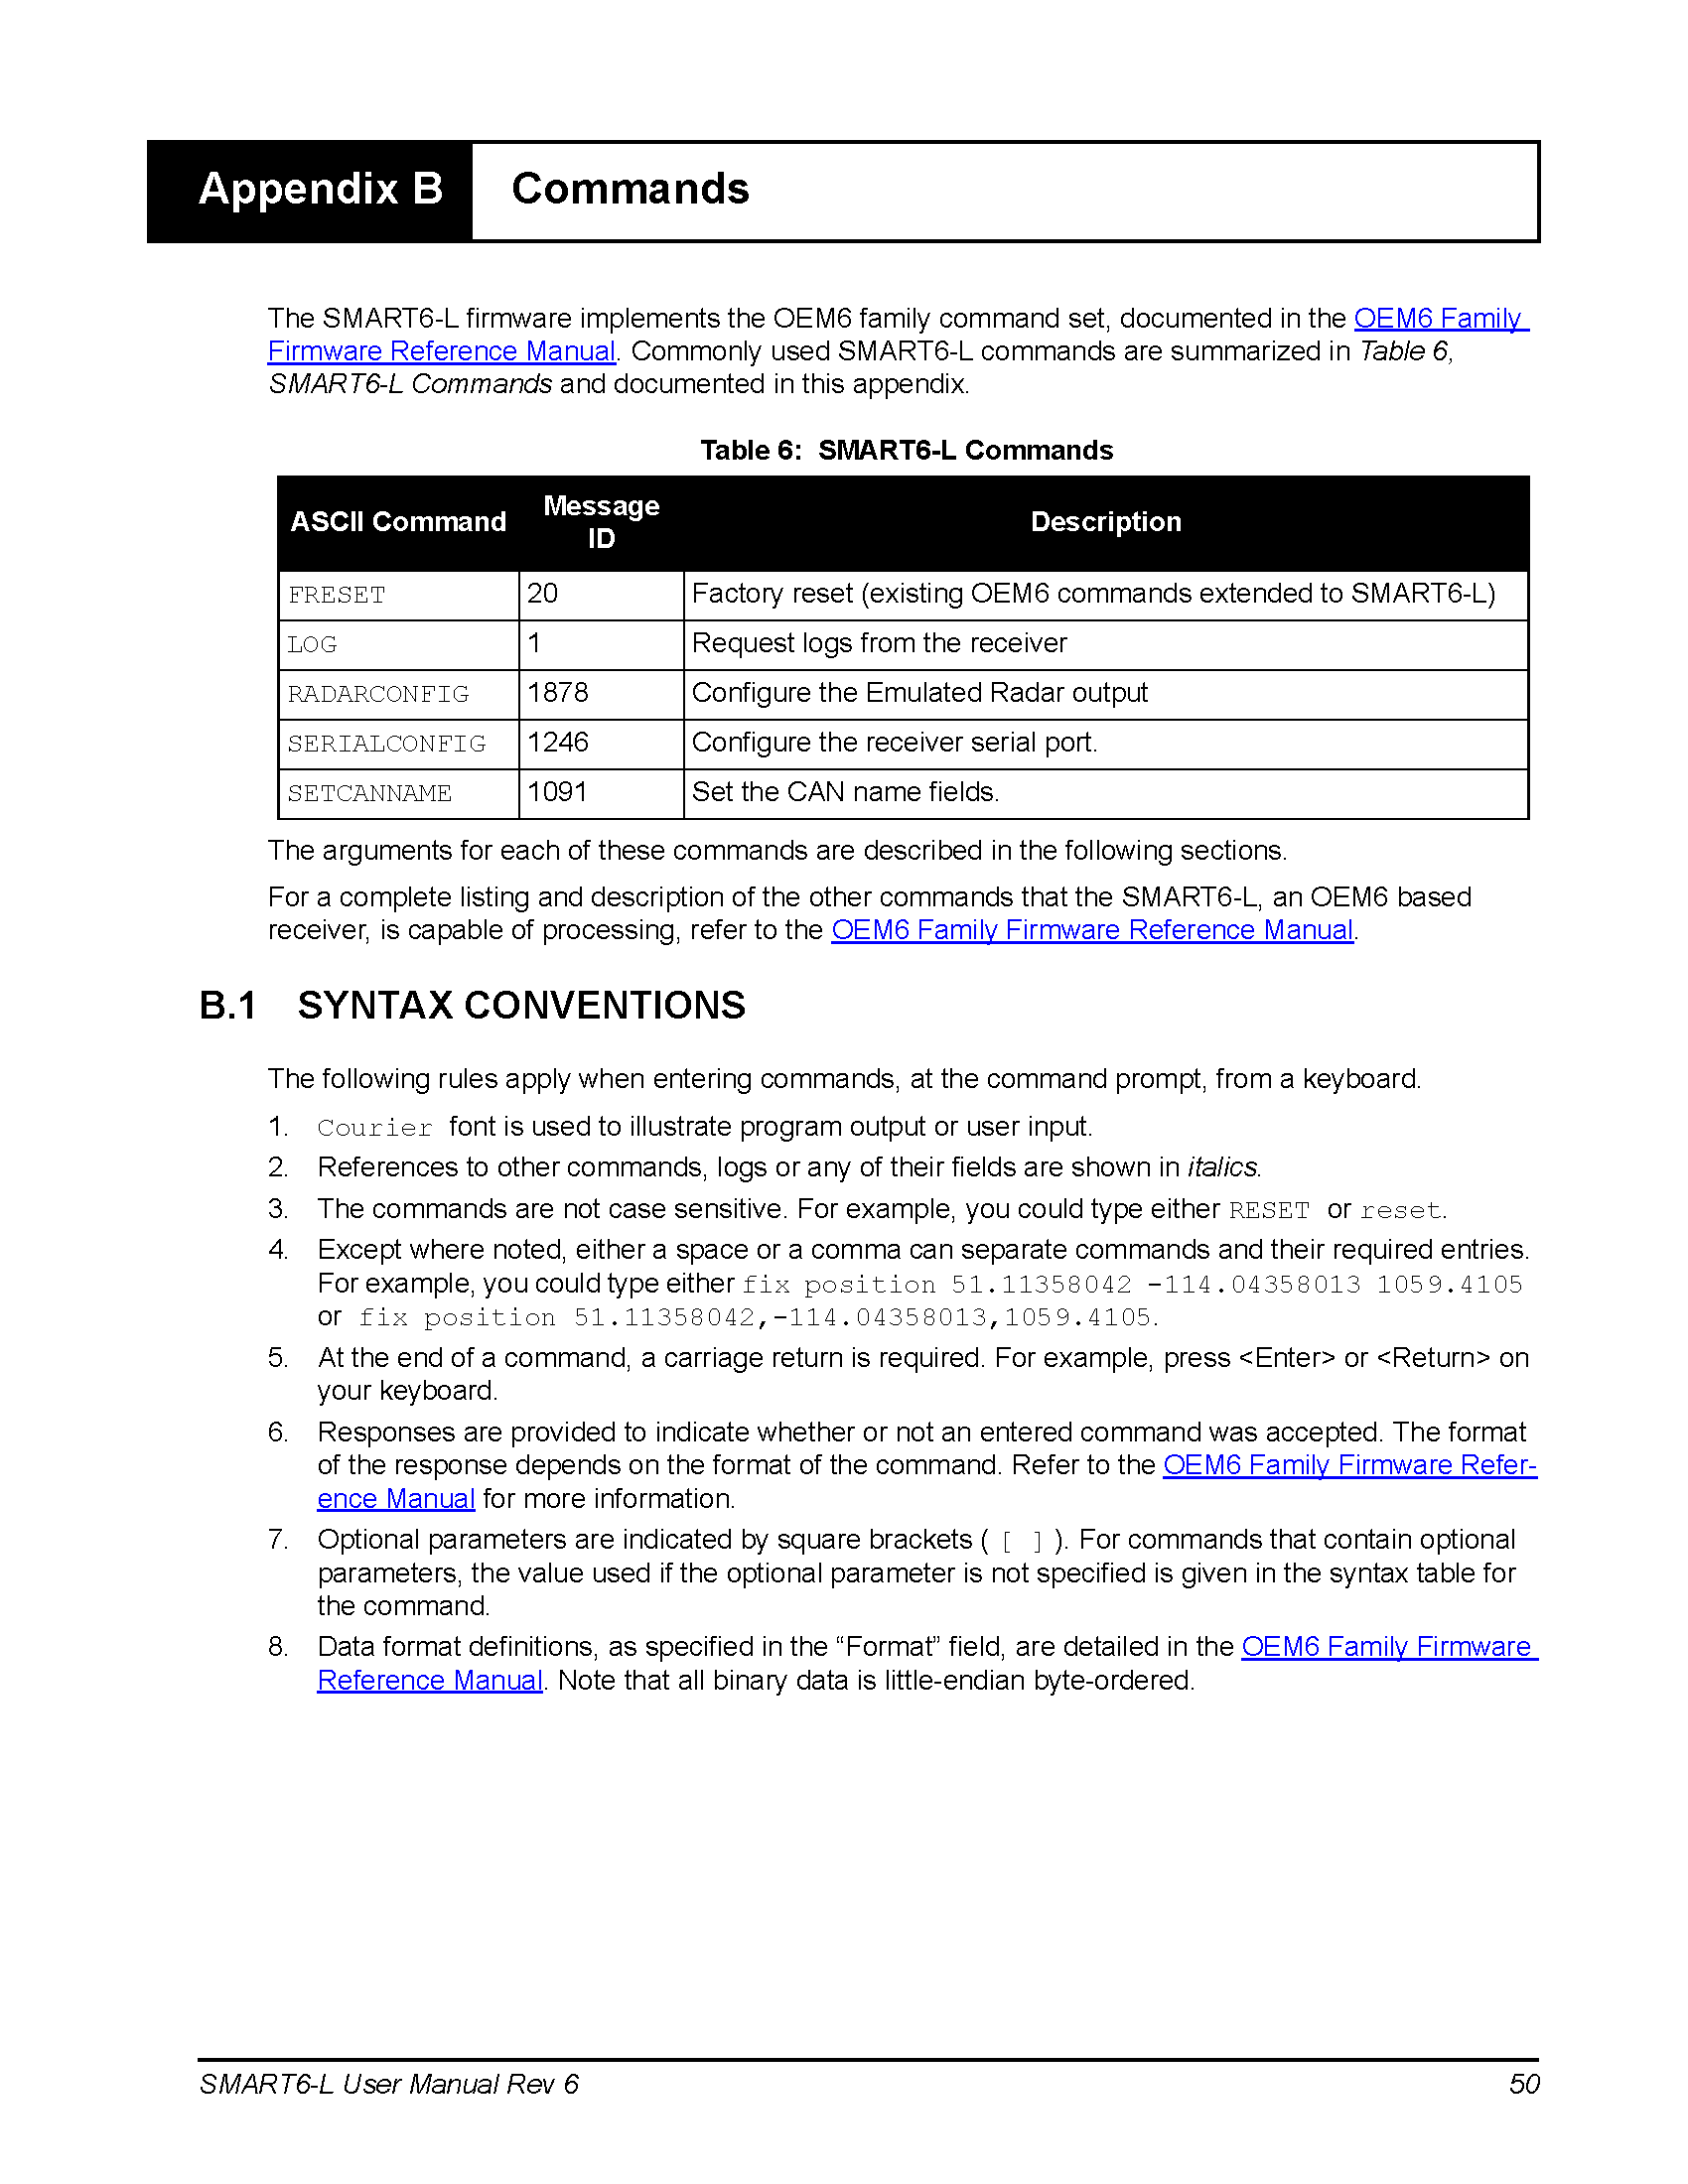 Appendix B Commands
The SMART6-L firmware implements the OEM6 family command set, documented in the OEM6 Family
Firmware Reference Manual. Commonly used SMART6-L commands are summarized in Table 6,
SMART6-L Commands and documented in this appendix.
Table 6: SMART6-L Commands
ASCII Command Message ID Description
FRESET 20 Factory reset (existing OEM6 commands extended to SMART6-L)
LOG 1 Request logs from the receiver
RADARCONFIG 1878 Configure the Emulated Radar output
SERIALCONFIG 1246 Configure the receiver serial port.
SETCANNAME 1091 Set the CAN name fields.
The arguments for each of these commands are described in the following sections.
For a complete listing and description of the other commands that the SMART6-L, an OEM6 based
receiver, is capable of processing, refer to the OEM6 Family Firmware Reference Manual.
B.1 SYNTAX CONVENTIONS
The following rules apply when entering commands, at the command prompt, from a keyboard.
1. Courier font is used to illustrate program output or user input.
2. References to other commands, logs or any of their fields are shown in italics.
3. The commands are not case sensitive. For example, you could type either RESET or reset.
4. Except where noted, either a space or a comma can separate commands and their required entries.
For example, you could type either fix position 51.11358042 -114.04358013 1059.4105
or fix position 51.11358042,-114.04358013,1059.4105.
5. At the end of a command, a carriage return is required. For example, press <Enter> or <Return> on
your keyboard.
6. Responses are provided to indicate whether or not an entered command was accepted. The format
of the response depends on the format of the command. Refer to the OEM6 Family Firmware Refer-
ence Manual for more information.
7. Optional parameters are indicated by square brackets ( [ ] ). For commands that contain optional
parameters, the value used if the optional parameter is not specified is given in the syntax table for
the command.
8. Data format definitions, as specified in the “Format” field, are detailed in the OEM6 Family Firmware
Reference Manual. Note that all binary data is little-endian byte-ordered.
SMART6-L User Manual Rev 6 50